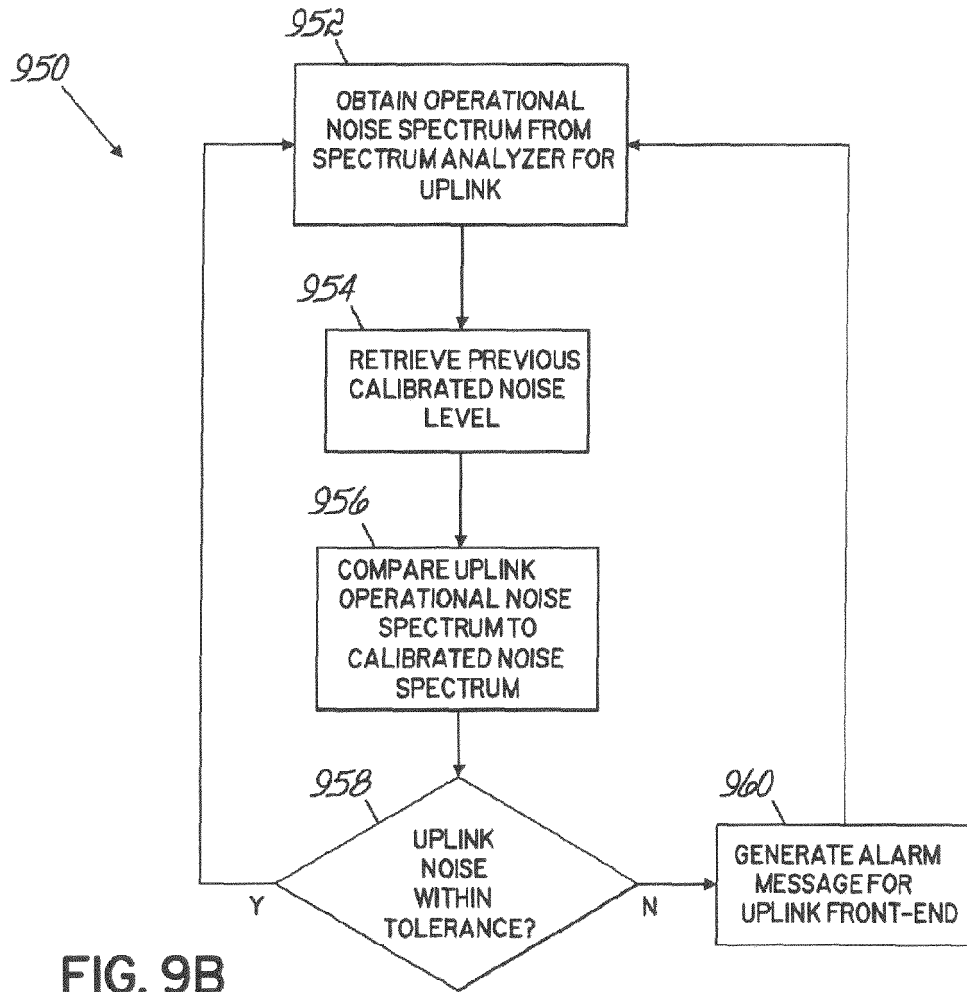 952
950
OBTAIN OPERATIONAL
NOISE SPECTRUM FROM
SPECTRUM ANALYZER FOR
UPLINK
954
RETRIEVE PREVIOUS
CALIBRATED NOISE
LEVEL
956
COMPARE UPLINK
OPERATIONAL NOISE
SPECTRUM TO
CALIBRATED NOISE
SPECTRUM
958
UPLINK
NOISE
WITHIN
TOLERANCE?
Y
N
960
GENERATE ALARM
MESSAGE FOR
UPLINK FRONT-END
FIG. 9B